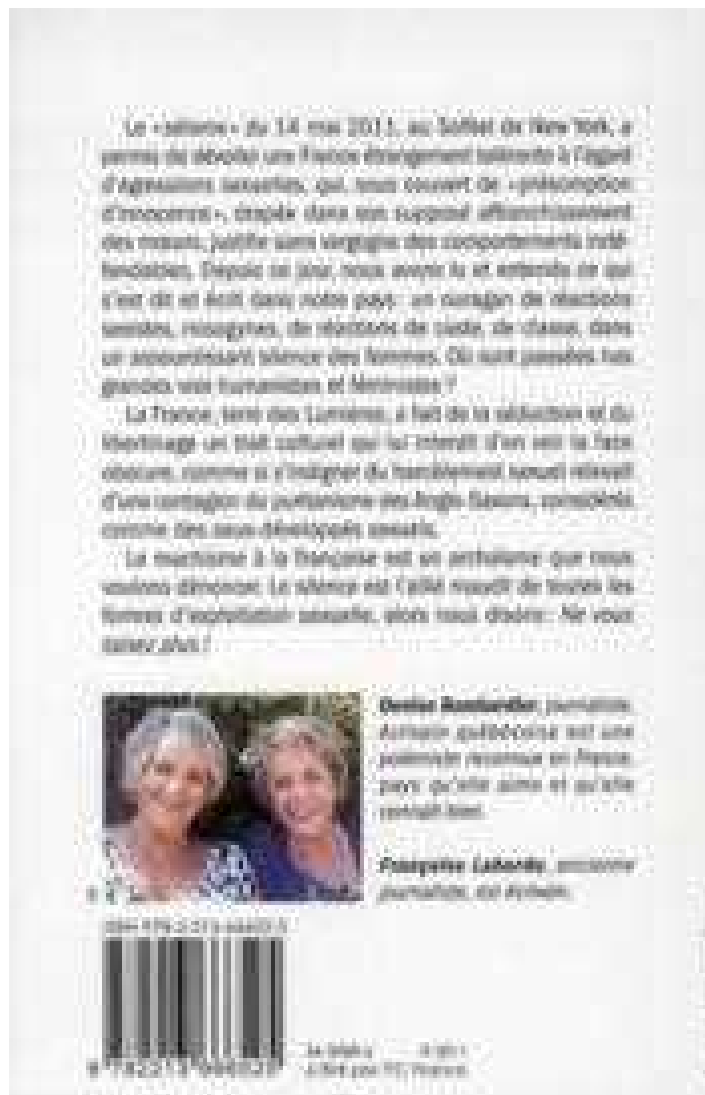 Le « séisme » du 14 mai 2011, au Sofitel de New York, a
permis de dévoiler une France étrangement tolérante à l'égard
d'agressions sexuelles, qui, sous couvert de « présomption
d'innocence », drapée dans son supposé affranchissement
des mœurs, justifie sans vergogne des comportements indé-
fendables. Depuis ce jour, nous avons lu et entendu ce qui
s'est dit et écrit dans notre pays : un ouragan de réactions
sexistes, misogynes, de réactions de caste, de classe, dans
un assourdissant silence des femmes. Où sont passées nos
grandes voix humanistes et féministes ?
La France, terre des Lumières, a fait de la séduction et du
libertinage un trait culturel qui lui interdit d'en voir la face
obscure, comme si s'indigner du harcèlement sexuel relevait
d'une contagion du puritanisme des Anglo-Saxons, considérés
comme des sous-développés sexuels.
Le machisme à la française est un archaïsme que nous
voulons dénoncer. Le silence est l'allié maudit de toutes les
formes d'exploitation sexuelle, alors nous disons : Ne vous
taisez plus !
Denise Bombardier, journaliste,
écrivain québécoise est une
polémiste reconnue en France,
pays qu'elle aime et qu'elle
connaît bien.
Françoise Laborde, ancienne
journaliste, est écrivain.